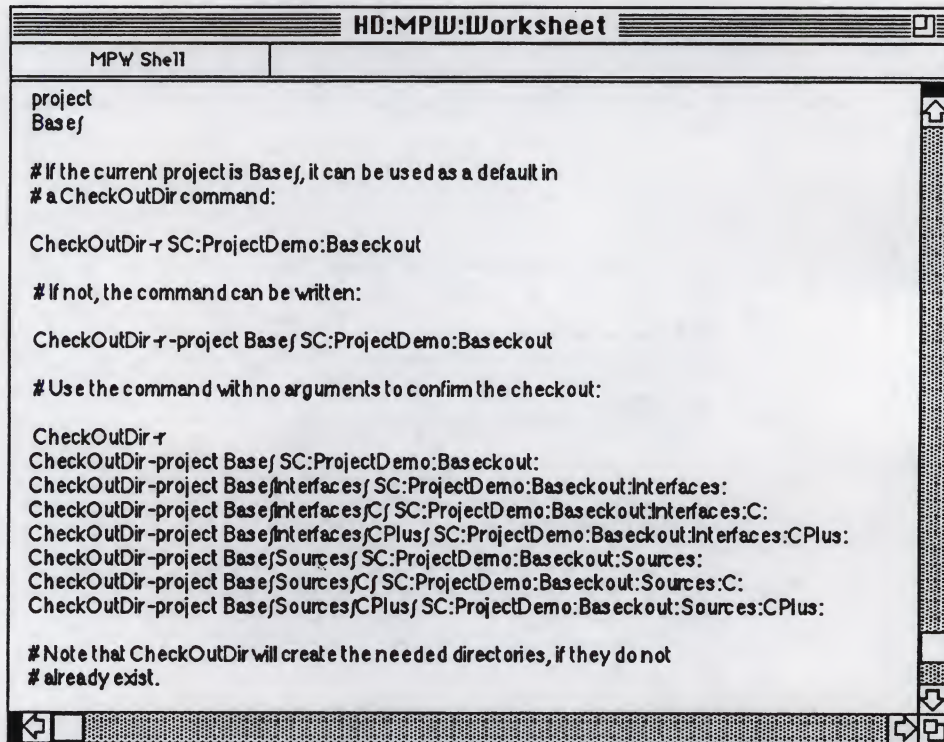 HD:MPW:Worksheet
MPW Shell
project
Base∫
# If the current project is Base∫, it can be used as a default in
# a CheckOutDir command:
CheckOutDir -r SC:ProjectDemo:Baseckout
# If not, the command can be written:
CheckOutDir -r -project Base∫ SC:ProjectDemo:Baseckout
# Use the command with no arguments to confirm the checkout:
CheckOutDir -r
CheckOutDir -project Base∫ SC:ProjectDemo:Baseckout:
CheckOutDir -project Base∫Interfaces∫ SC:ProjectDemo:Baseckout:Interfaces:
CheckOutDir -project Base∫Interfaces∫C∫ SC:ProjectDemo:Baseckout:Interfaces:C:
CheckOutDir -project Base∫Interfaces∫CPlus∫ SC:ProjectDemo:Baseckout:Interfaces:CPlus:
CheckOutDir -project Base∫Sources∫ SC:ProjectDemo:Baseckout:Sources:
CheckOutDir -project Base∫Sources∫C∫ SC:ProjectDemo:Baseckout:Sources:C:
CheckOutDir -project Base∫Sources∫CPlus∫ SC:ProjectDemo:Baseckout:Sources:CPlus:
# Note that CheckOutDir will create the needed directories, if they do not
# already exist.